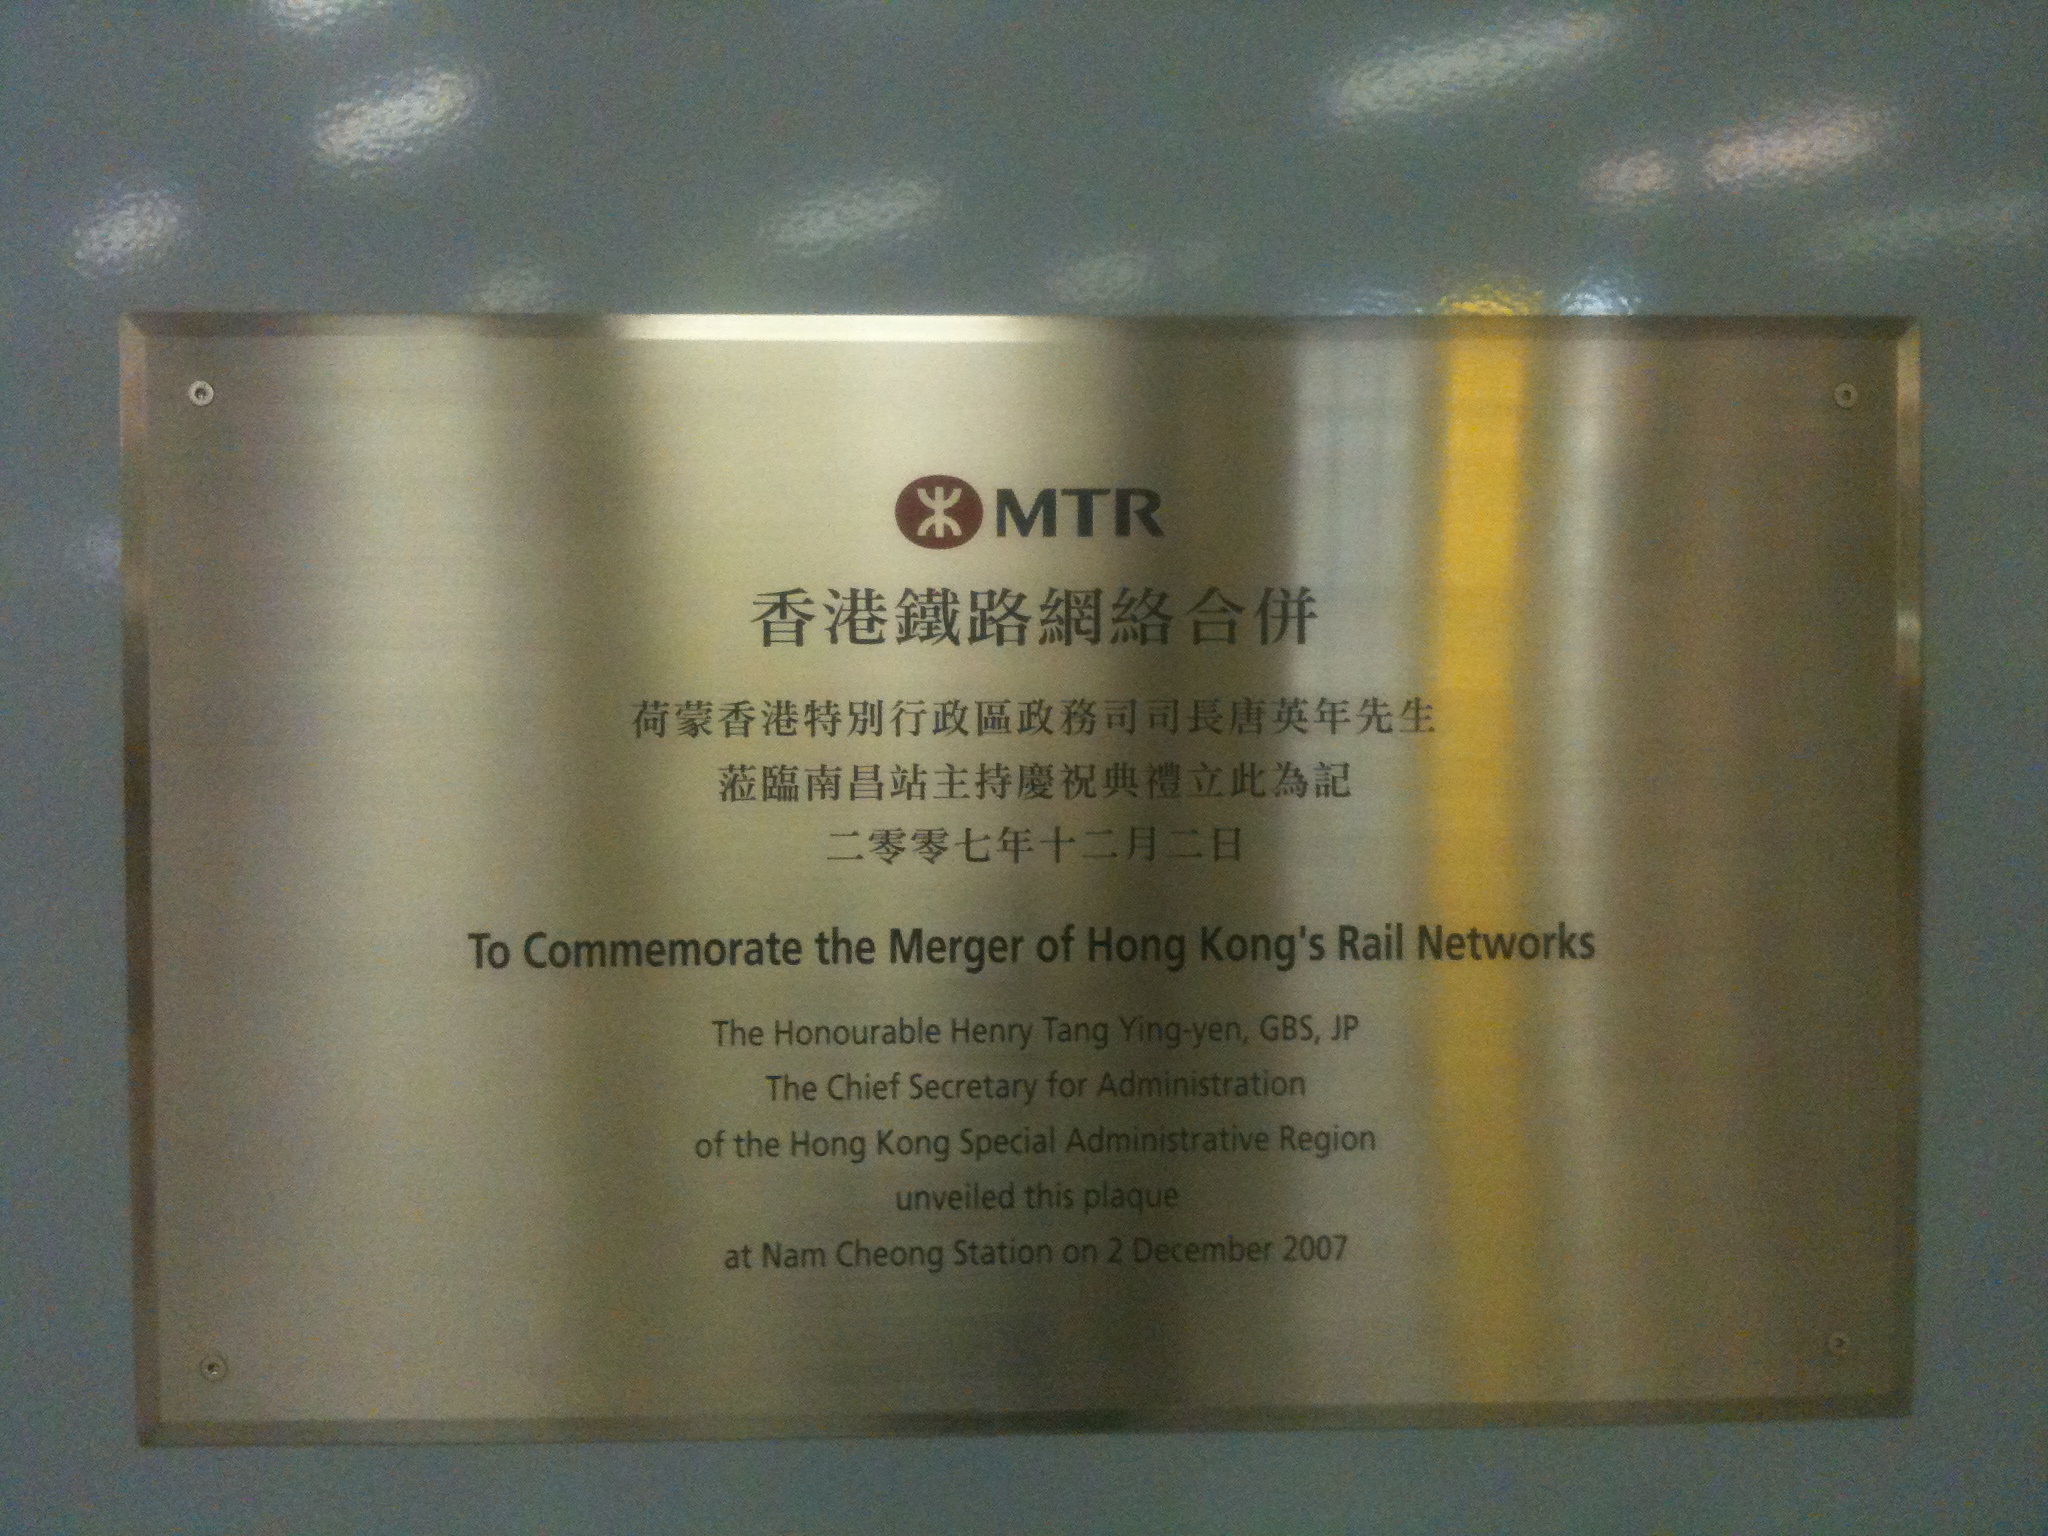 MTR
香港鐵路網絡合併
荷蒙香港特別行政區政務司司長唐英年先生
蒞臨南昌站主持慶祝典禮立此為記
二零零七年十二月二日
To Commemorate the Merger of Hong Kong's Rail Networks
The Honourable Henry Tang Ying-yen, GBS, JP
The Chief Secretary for Administration
of the Hong Kong Special Administrative Region
unveiled this plaque
at Nam Cheong Station on 2 December 2007